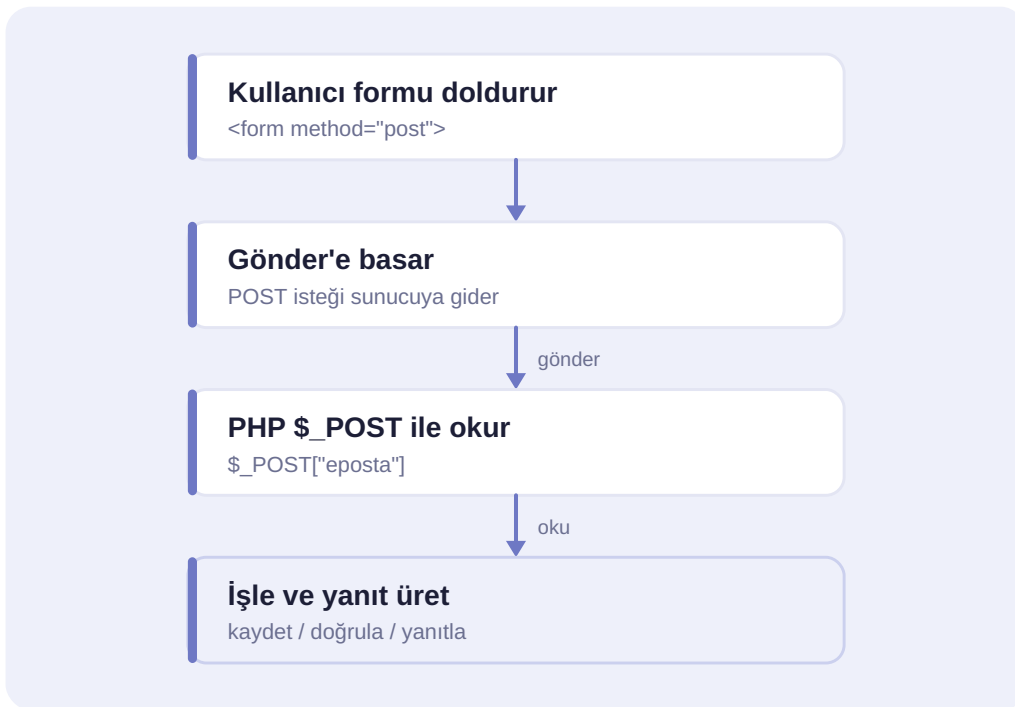 Kullanıcı formu doldurur
<form method="post">
Gönder'e basar
POST isteği sunucuya gider
gönder
PHP $_POST ile okur
$_POST["eposta"]
oku
İşle ve yanıt üret
kaydet / doğrula / yanıtla